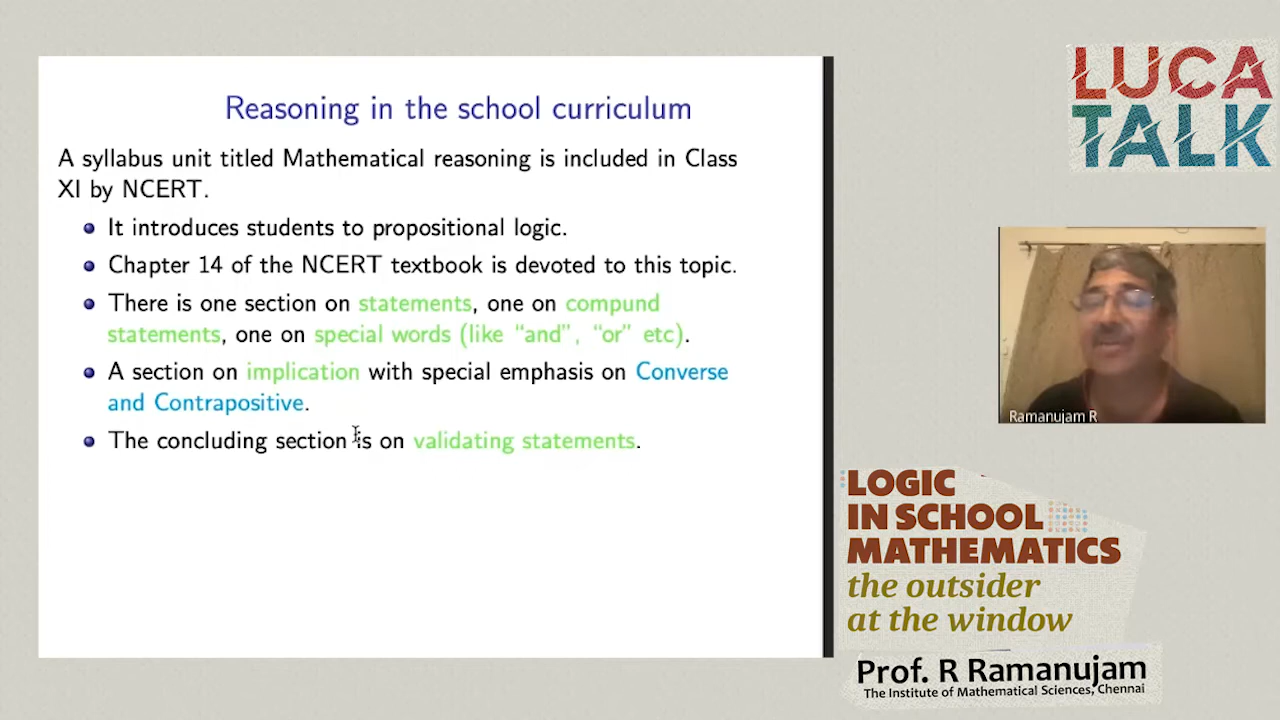 Reasoning in the school curriculum
A syllabus unit titled Mathematical reasoning is included in Class
XI by NCERT.
It introduces students to propositional logic.
Chapter 14 of the NCERT textbook is devoted to this topic.
There is one section on statements, one on compund
statements, one on special words (like "and", "or" etc).
A section on implication with special emphasis on Converse
and Contrapositive.
The concluding section is on validating statements.
LUCA
TALK
Ramanujam R
LOGIC
IN SCHOOL
MATHEMATICS
the outsider
at the window
Prof. R Ramanujam
The Institute of Mathematical Sciences, Chennai